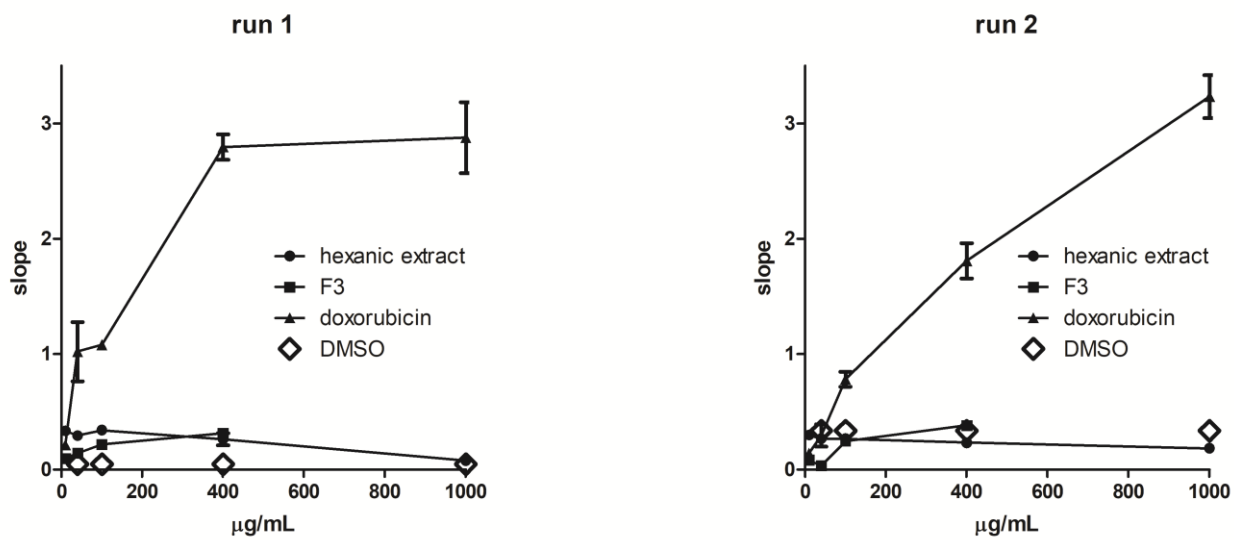 run 1
3
2
1
0
slope
hexanic extract
F3
doxorubicin
DMSO
0 200 400 600 800 1000
μg/mL
run 2
3
2
1
0
slope
hexanic extract
F3
doxorubicin
DMSO
0 200 400 600 800 1000
μg/mL